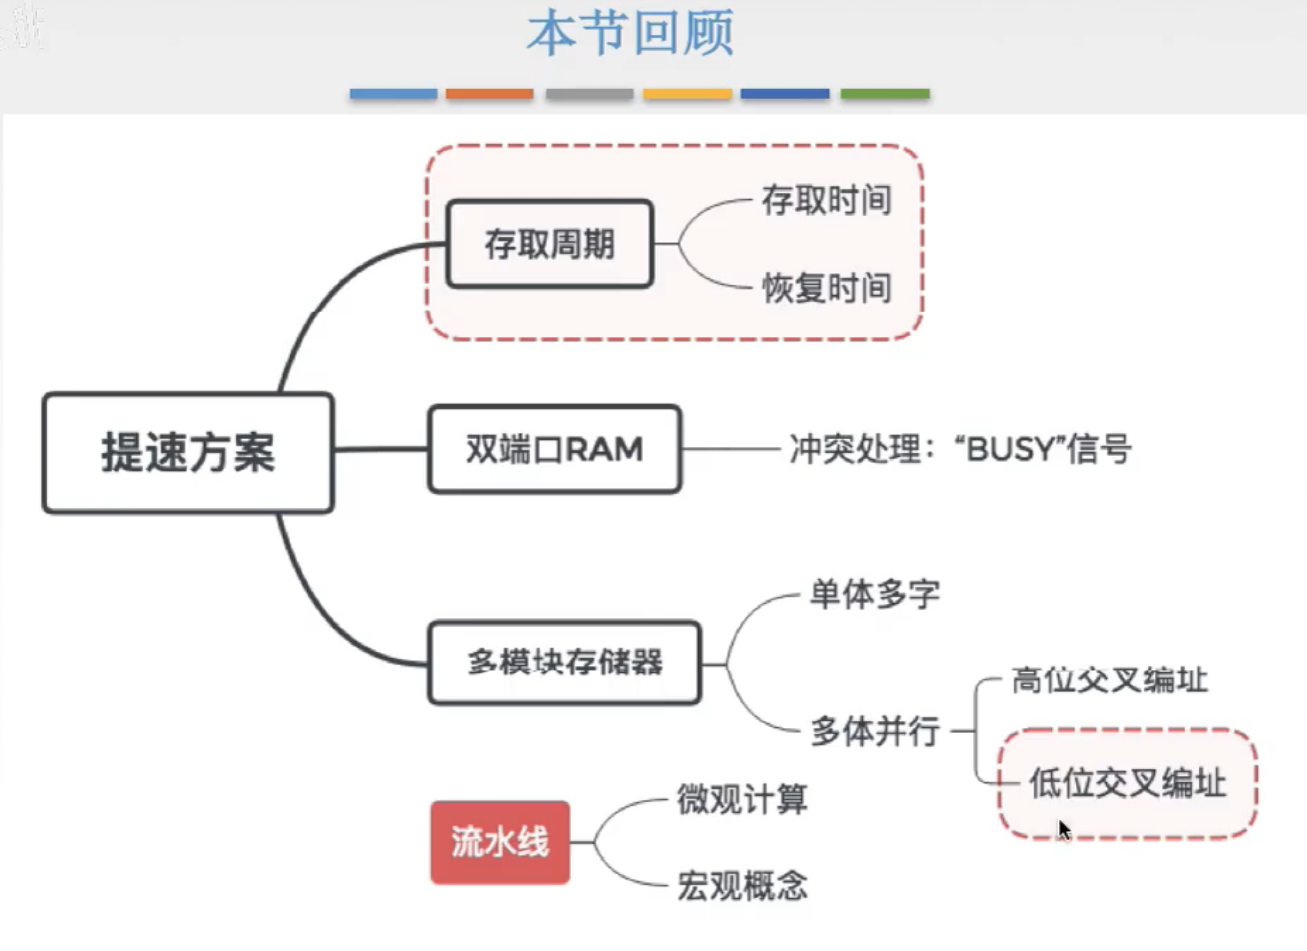 本节回顾
存取周期
存取时间
恢复时间
提速方案
双端口RAM
冲突处理：“BUSY”信号
多模块存储器
单体多字
多体并行
高位交叉编址
低位交叉编址
流水线
微观计算
宏观概念